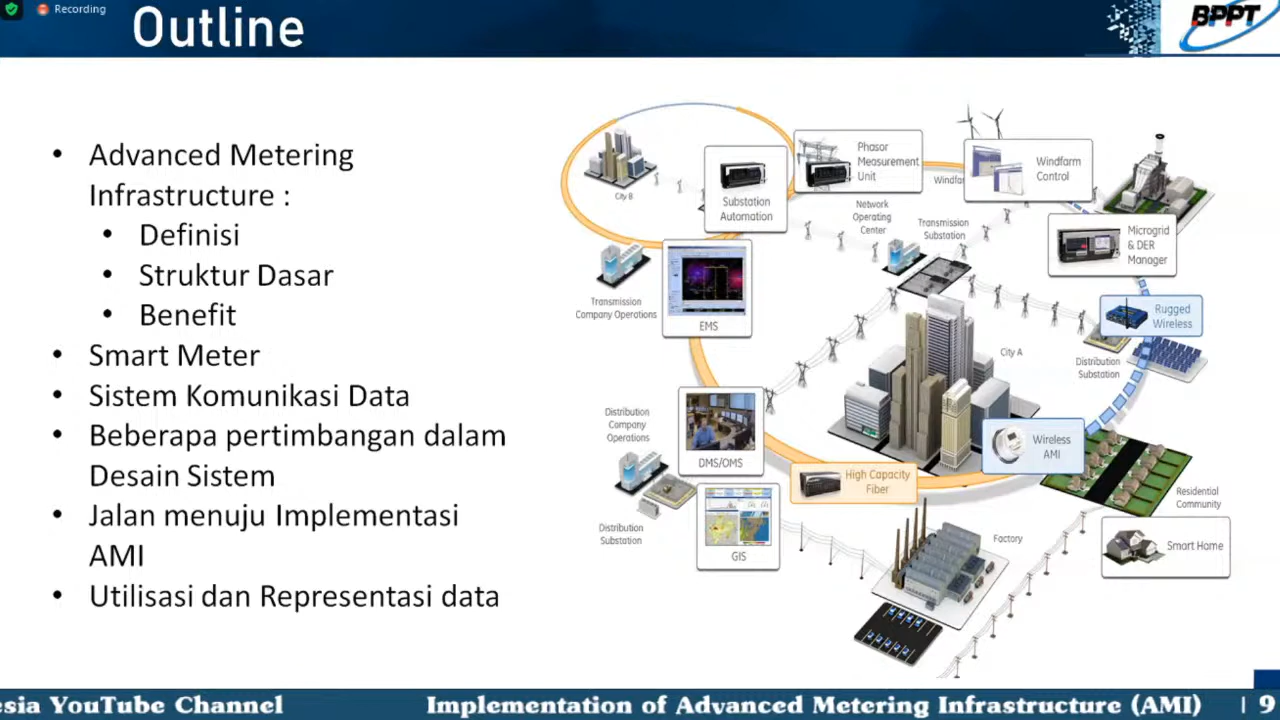 Recording
Outline
BPPT
• Advanced Metering
Infrastructure :
• Definisi
• Struktur Dasar
• Benefit
• Smart Meter
• Sistem Komunikasi Data
• Beberapa pertimbangan dalam
Desain Sistem
• Jalan menuju Implementasi
AMI
• Utilisasi dan Representasi data
City B
Substation
Automation
Phasor
Measurement
Unit
Windfarm
Control
Network
Operating
Center
Transmission
Substation
Microgrid
& DER
Manager
Transmission
Company Operations
EMS
Rugged
Wireless
City A
Distribution
Substation
Distribution
Company
Operations
DMS/OMS
Wireless
AMI
High Capacity
Fiber
Residential
Community
Distribution
Substation
GIS
Factory
Smart Home
esia YouTube Channel
Implementation of Advanced Metering Infrastructure (AMI)
| 9